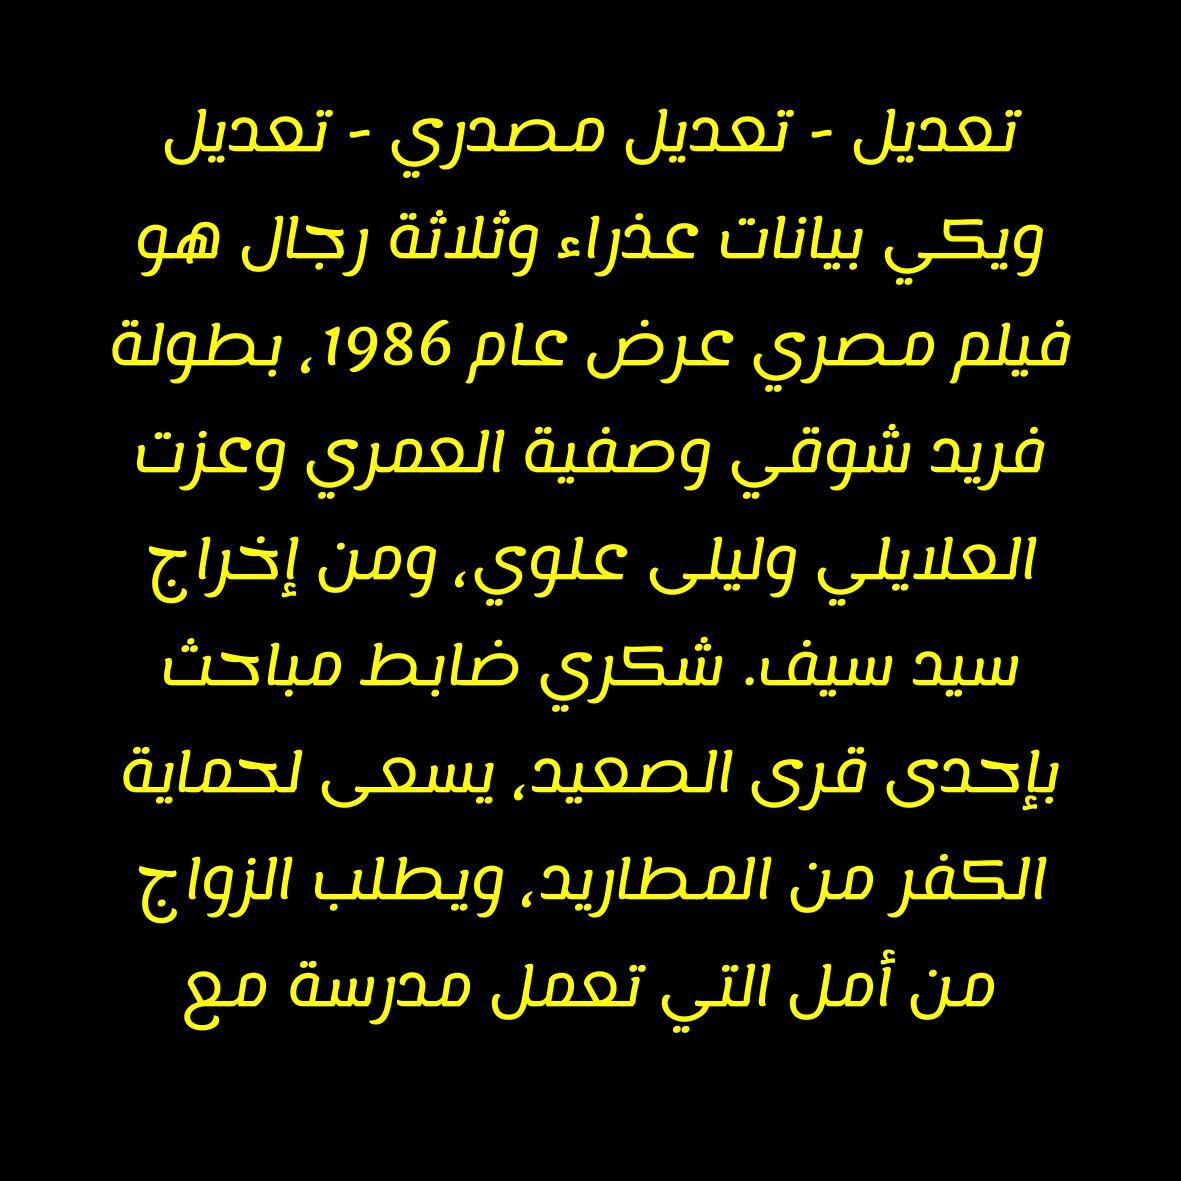 تعديل - تعديل مصدري - تعديل
ويكي بيانات عذراء وثلاثة رجال هو
فيلم مصري عرض عام 1986، بطولة
فريد شوقي وصفية العمري وعزت
العلايلي وليلى علوي، ومن إخراج
سيد سيف. شكري ضابط مباحث
بإحدى قرى الصعيد، يسعى لحماية
الكفر من المطاريد، ويطلب الزواج
من أمل التي تعمل مدرسة مع